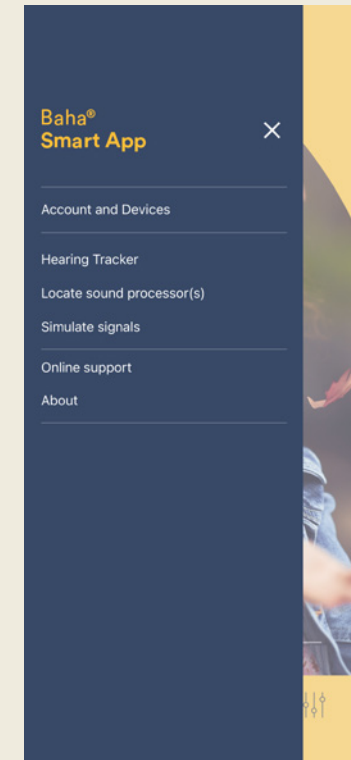 Baha®
Smart App
Account and Devices
Hearing Tracker
Locate sound processor(s)
Simulate signals
Online support
About